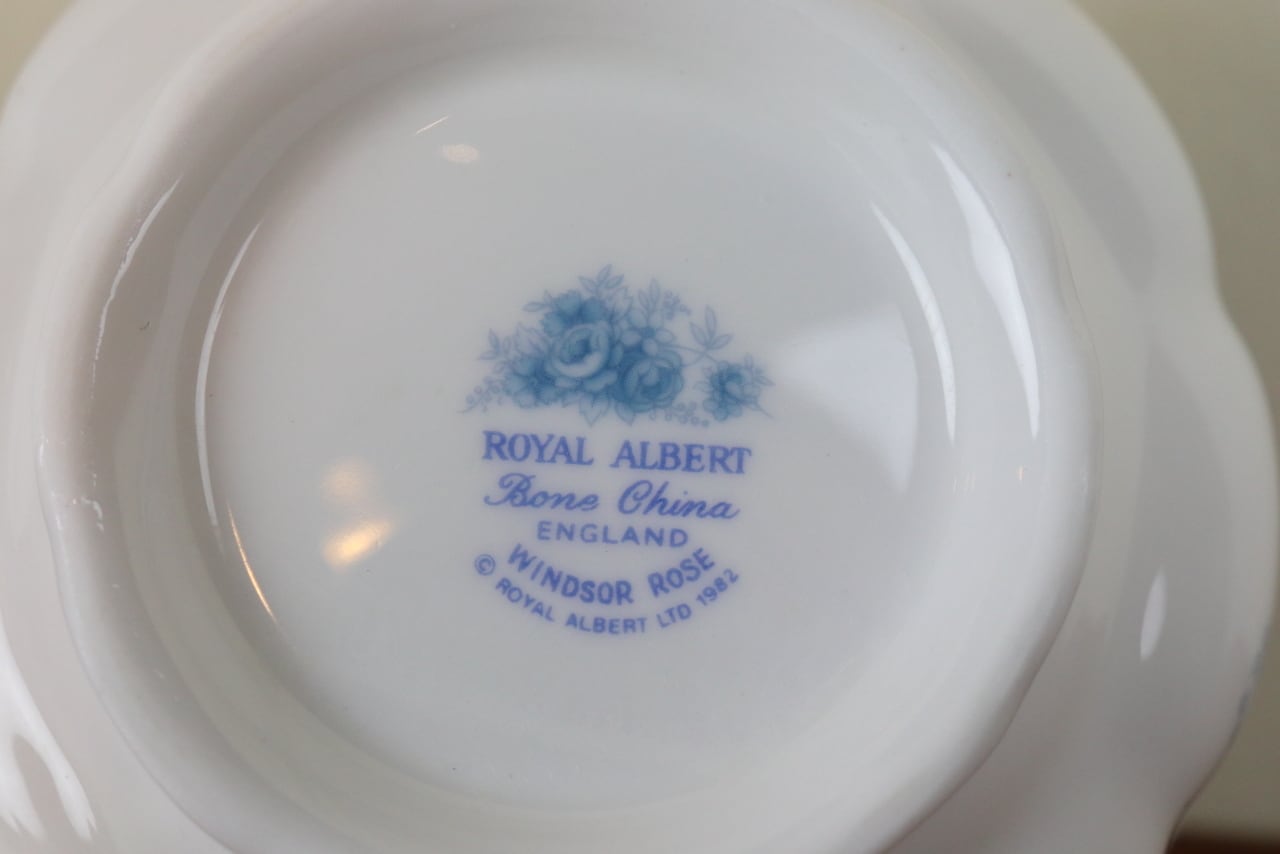 ROYAL ALBERT
Bone China
ENGLAND
WINDSOR ROSE
© ROYAL ALBERT LTD 1982